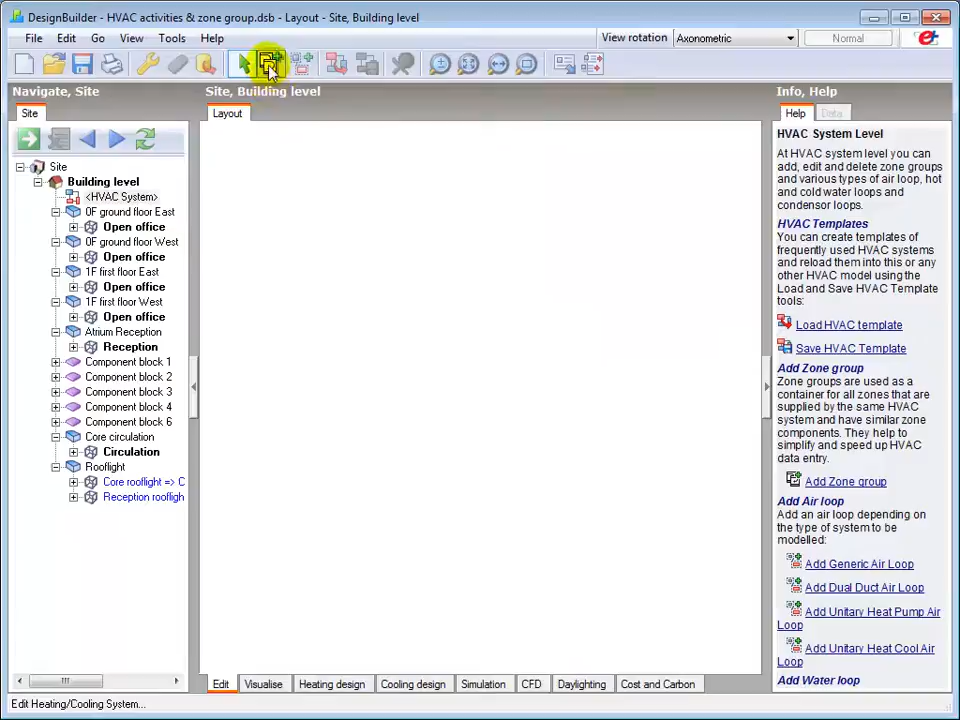 DesignBuilder - HVAC activities & zone group.dsb - Layout - Site, Building level
File Edit Go View Tools Help
View rotation Axonometric Normal
Navigate, Site
Site
Site
Building level
<HVAC System>
0F ground floor East
Open office
0F ground floor West
Open office
1F first floor East
Open office
1F first floor West
Open office
Atrium Reception
Reception
Component block 1
Component block 2
Component block 3
Component block 4
Component block 6
Core circulation
Circulation
Rooflight
Core rooflight => C
Reception roofligh
Site, Building level
Layout
Edit Visualise Heating design Cooling design Simulation CFD Daylighting Cost and Carbon
Info, Help
Help Data
HVAC System Level
At HVAC system level you can
add, edit and delete zone groups
and various types of air loop, hot
and cold water loops and
condensor loops.
HVAC Templates
You can create templates of
frequently used HVAC systems
and reload them into this or any
other HVAC model using the
Load and Save HVAC Template
tools:
Load HVAC template
Save HVAC Template
Add Zone group
Zone groups are used as a
container for all zones that are
supplied by the same HVAC
system and have similar zone
components. They help to
simplify and speed up HVAC
data entry.
Add Zone group
Add Air loop
Add an air loop depending on
the type of system to be
modelled:
Add Generic Air Loop
Add Dual Duct Air Loop
Add Unitary Heat Pump Air
Loop
Add Unitary Heat Cool Air
Loop
Add Water loop
Edit Heating/Cooling System...